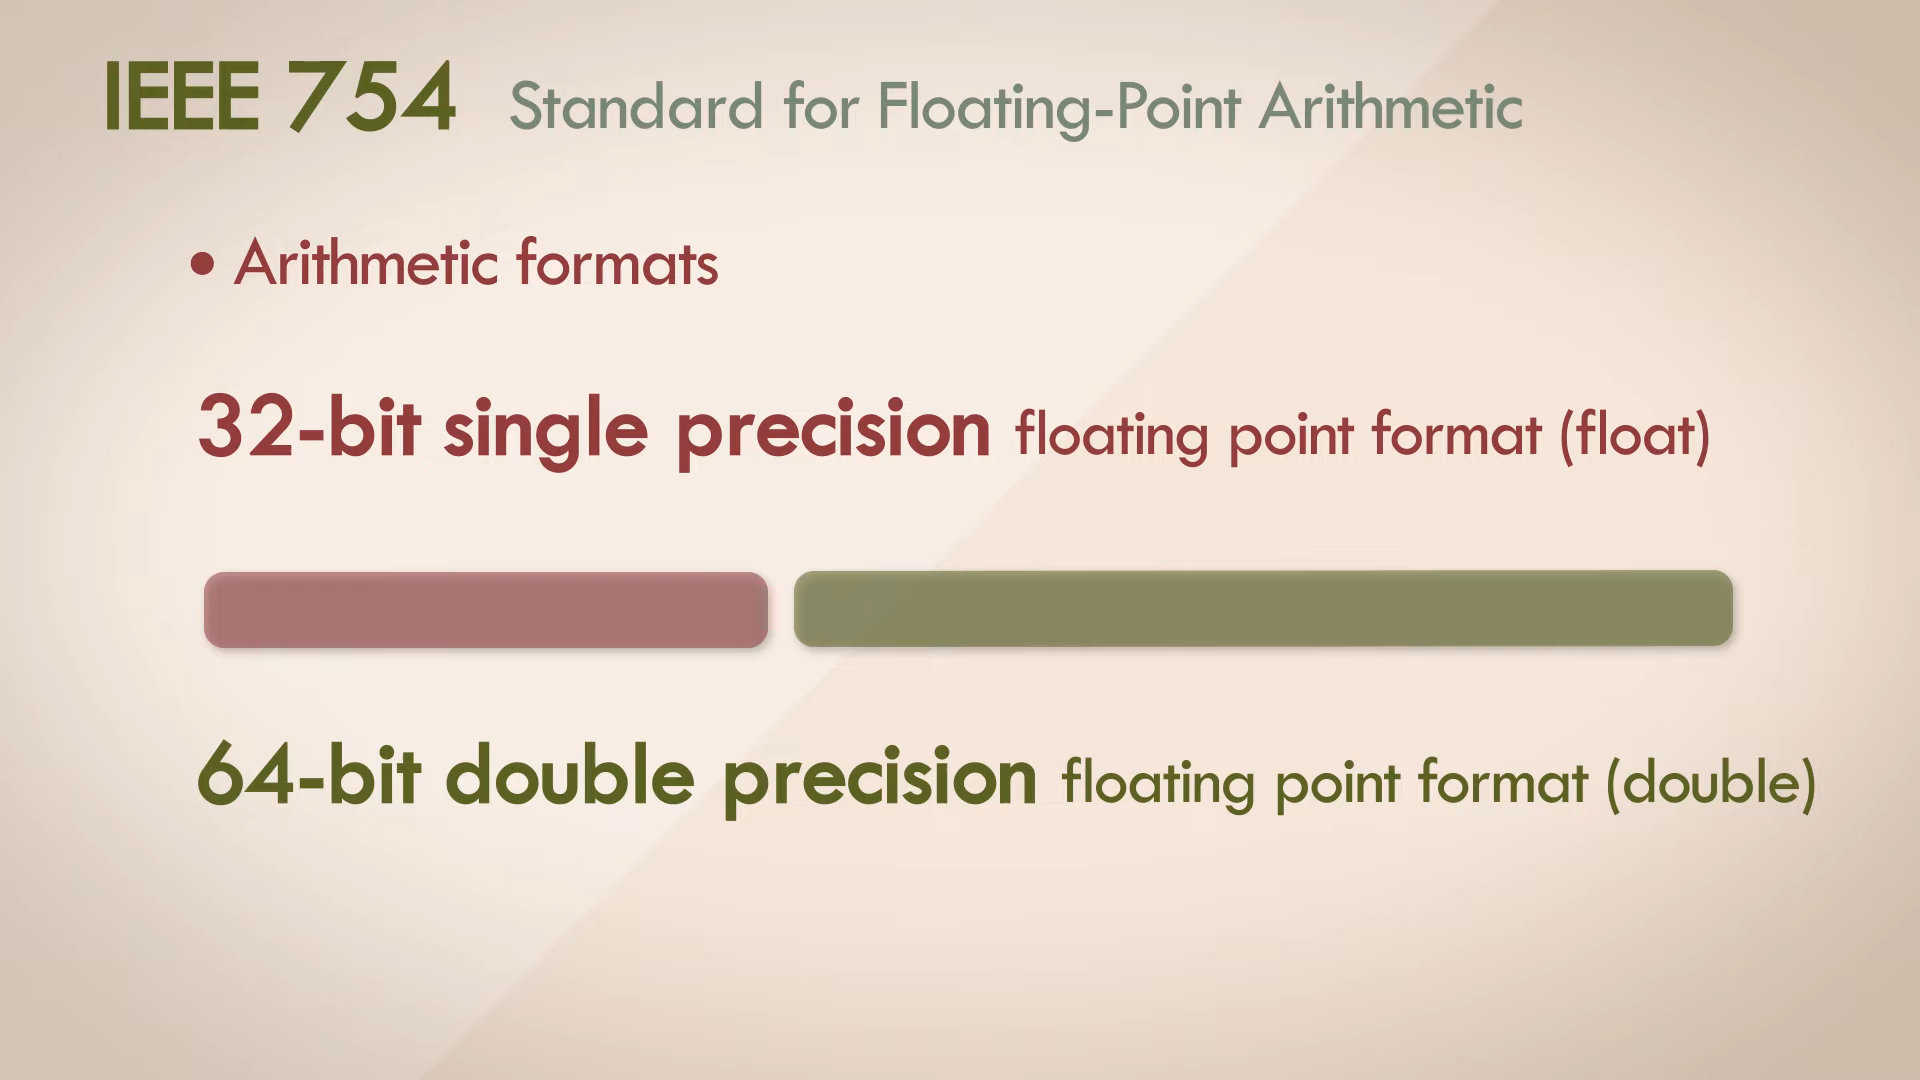 IEEE 754 Standard for Floating-Point Arithmetic
• Arithmetic formats
32-bit single precision floating point format (float)
64-bit double precision floating point format (double)